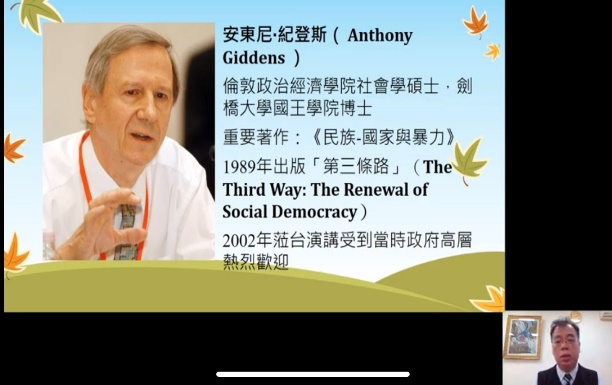 安東尼·紀登斯（ Anthony
Giddens ）
倫敦政治經濟學院社會學碩士，劍
橋大學國王學院博士
重要著作：《民族-國家與暴力》
1989年出版「第三條路」（The
Third Way: The Renewal of
Social Democracy）
2002年蒞台演講受到當時政府高層
熱烈歡迎